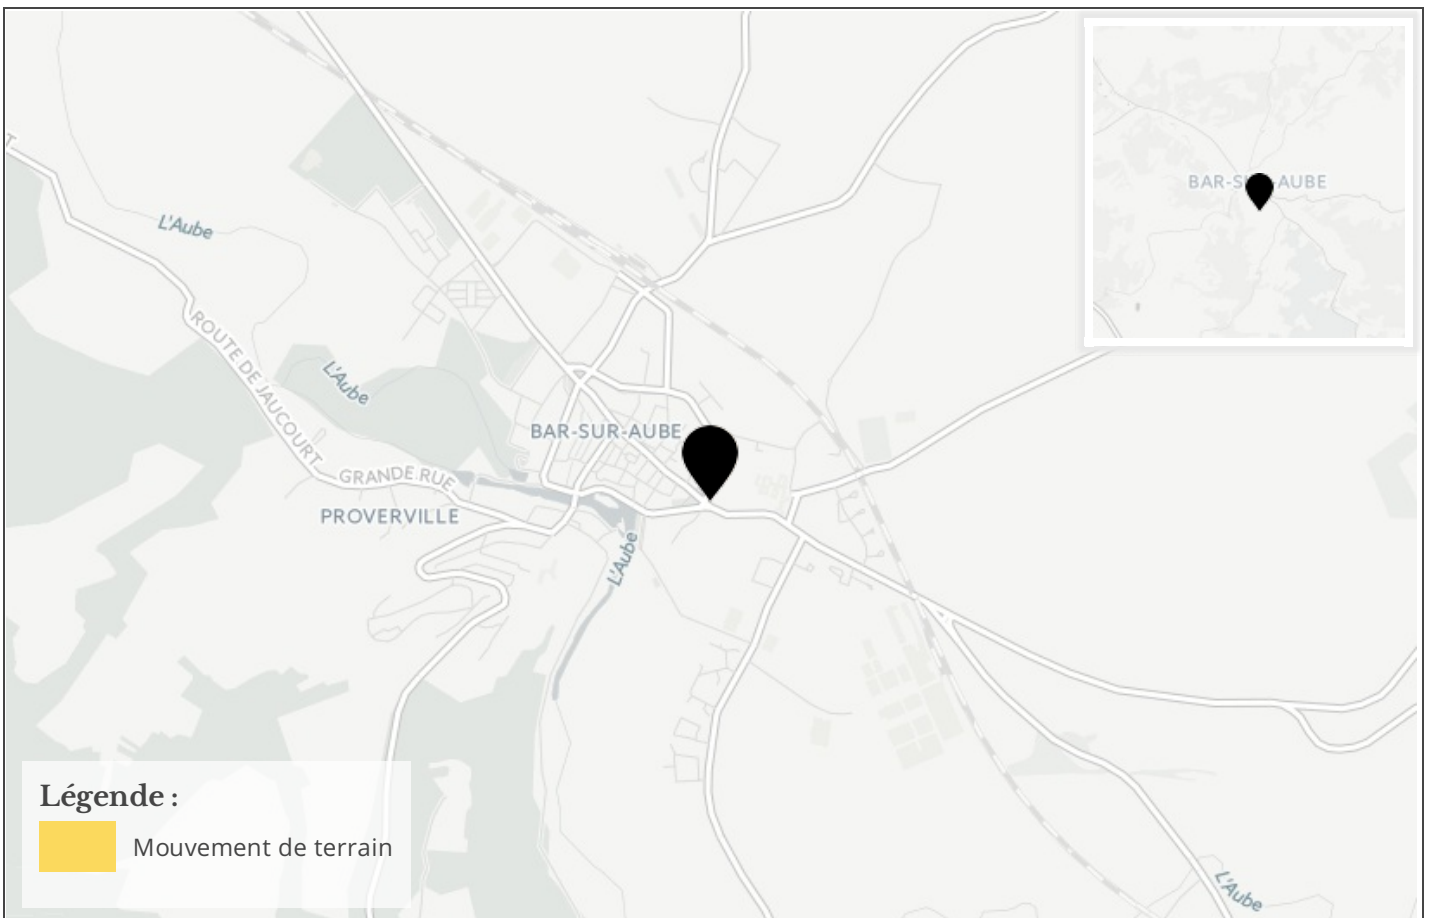 BAR-SUR-AUBE
T
L'Aube
ROUTE DE JAUCOURT
L'Aube
BAR-SUR-AUBE
GRANDE RUE
PROVERVILLE
L'Aube
Légende :
Mouvement de terrain
L'Aube